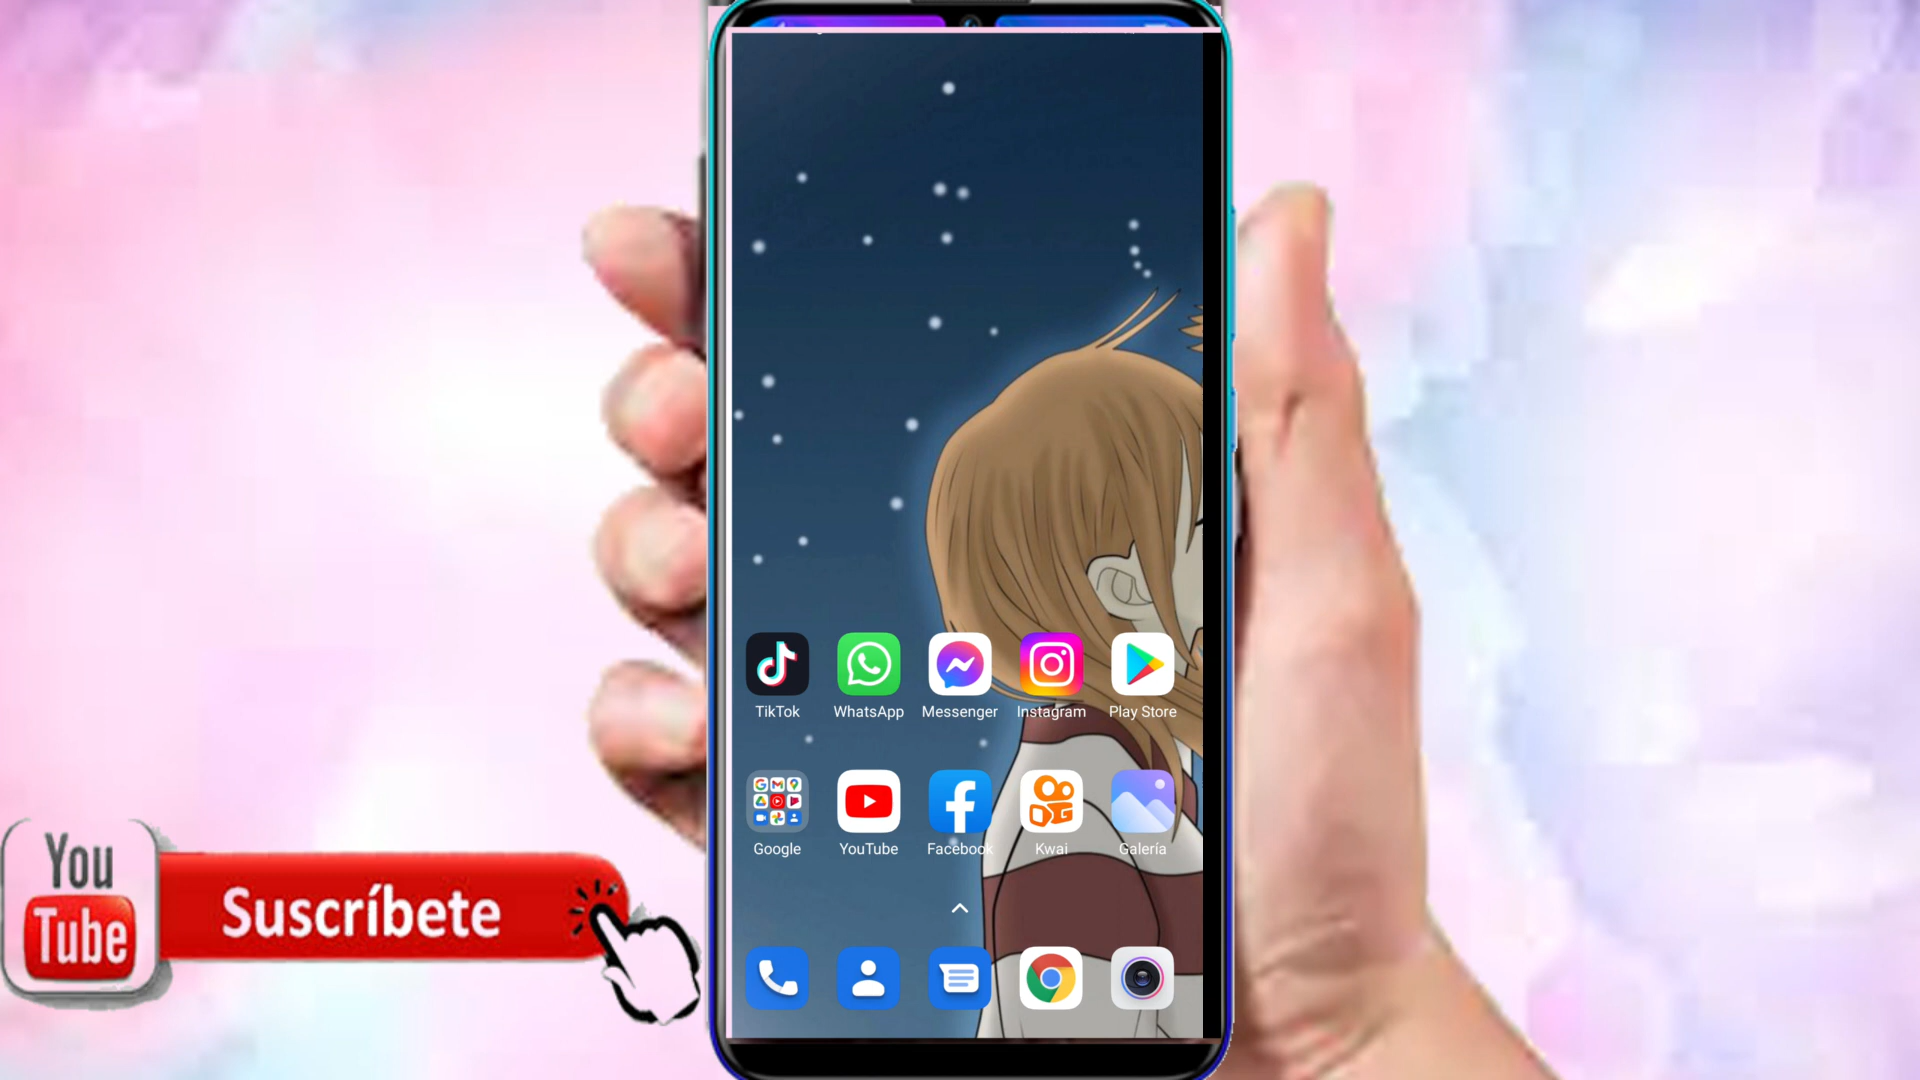 TikTok
WhatsApp
Messenger
Instagram
Play Store
Google
YouTube
Facebook
Kwai
Galería
You
Tube
Suscríbete